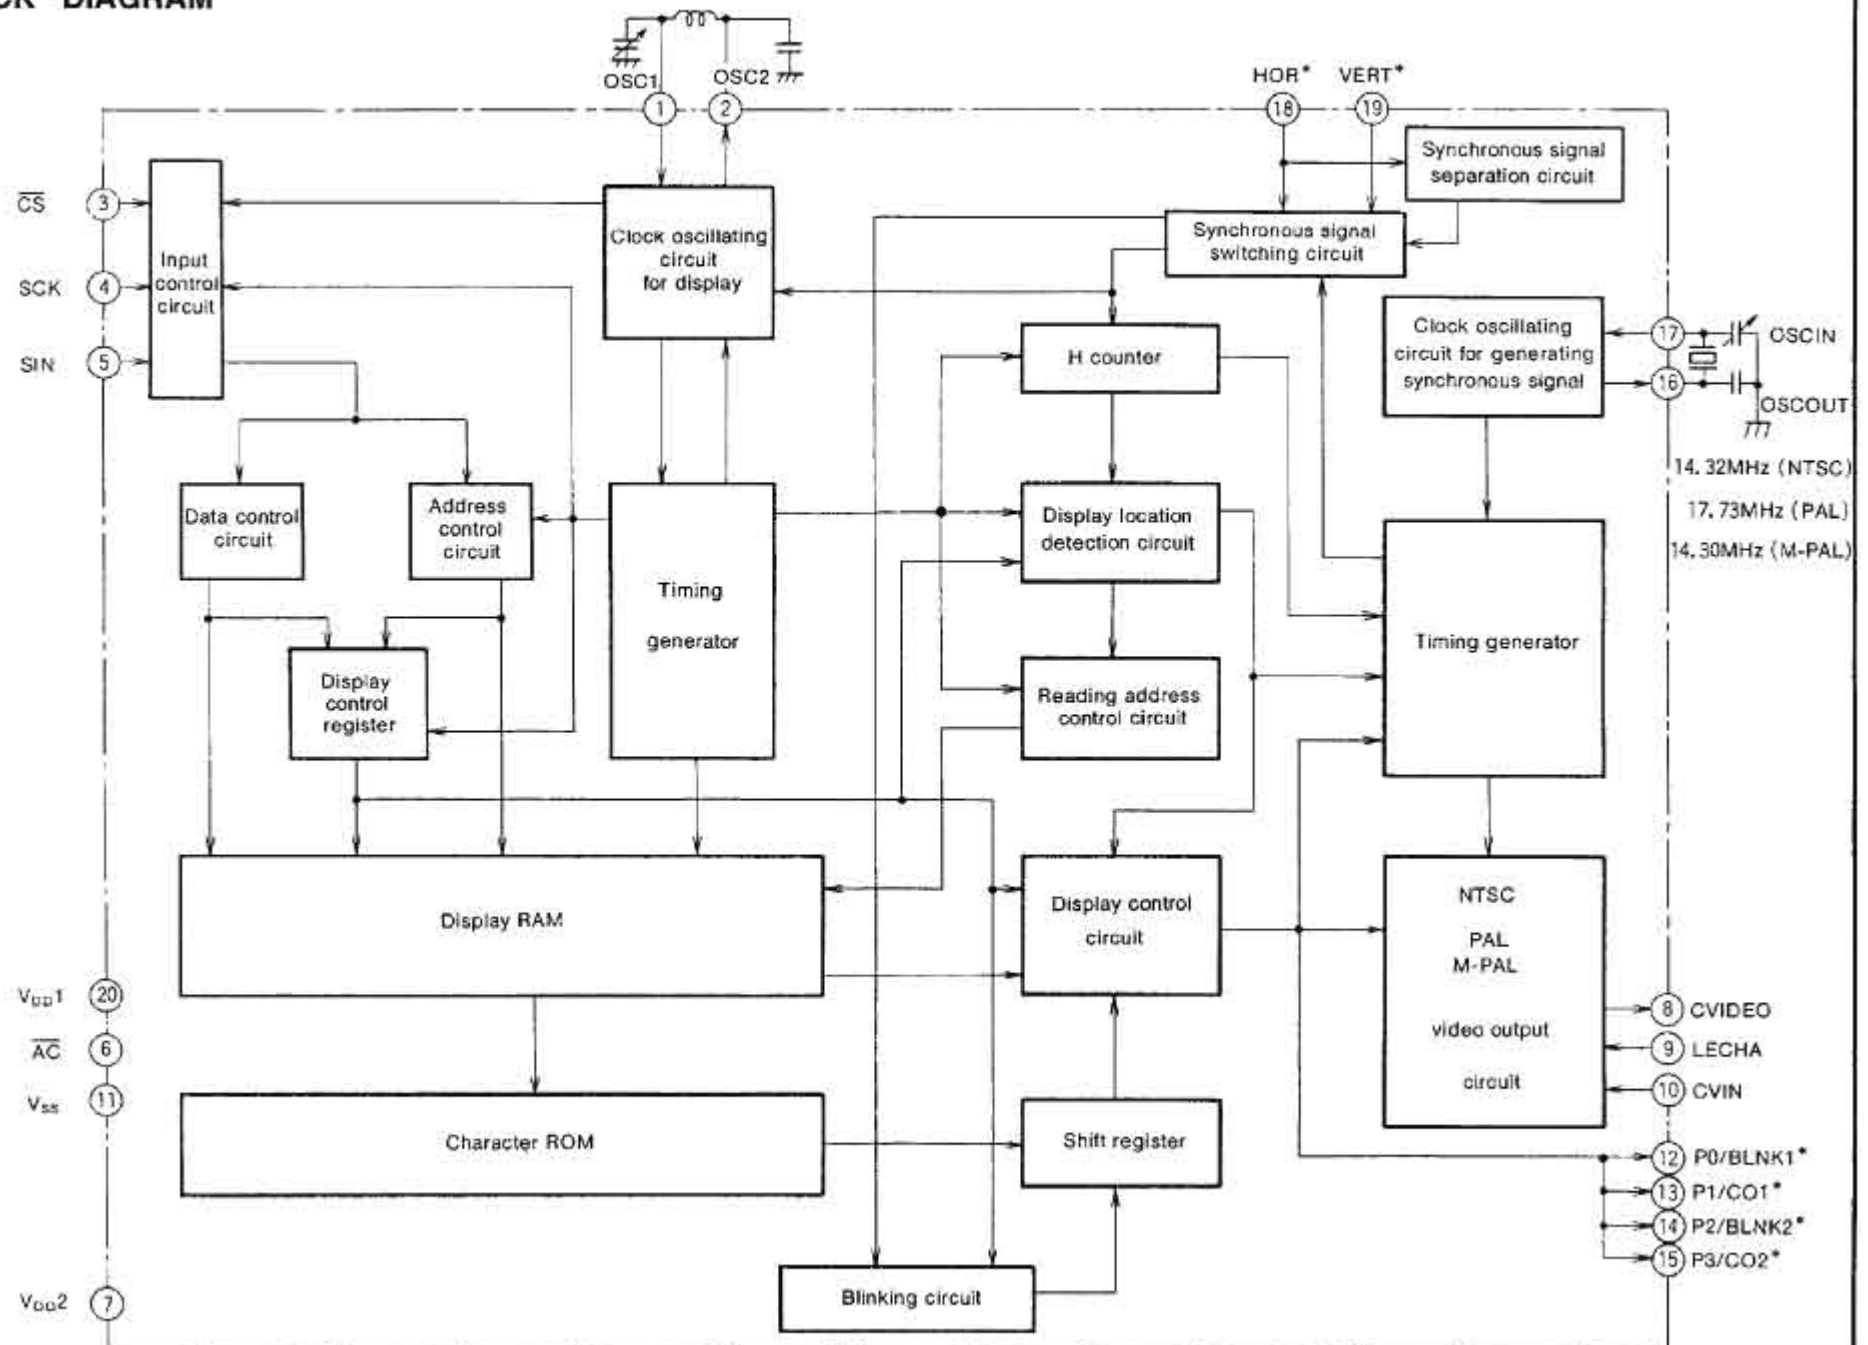 DIAGRAM
OSC1
OSC2
HOR*
VERT*
1
2
18
19
Synchronous signal
separation circuit
CS
3
Input
control
circuit
Clock oscillating
circuit
for display
Synchronous signal
switching circuit
SCK
4
SIN
5
H counter
Clock oscillating
circuit for generating
synchronous signal
17
OSCIN
16
OSCOUT
14.32MHz (NTSC)
17.73MHz (PAL)
14.30MHz (M-PAL)
Data control
circuit
Address
control
circuit
Timing
generator
Display location
detection circuit
Timing generator
Display
control
register
Reading address
control circuit
Display RAM
Display control
circuit
NTSC
PAL
M-PAL
video output
circuit
VDD1
20
AC
6
VSS
11
8
CVIDEO
9
LECHA
10
CVIN
Character ROM
Shift register
12
P0/BLNK1*
13
P1/CO1*
14
P2/BLNK2*
15
P3/CO2*
VDD2
7
Blinking circuit